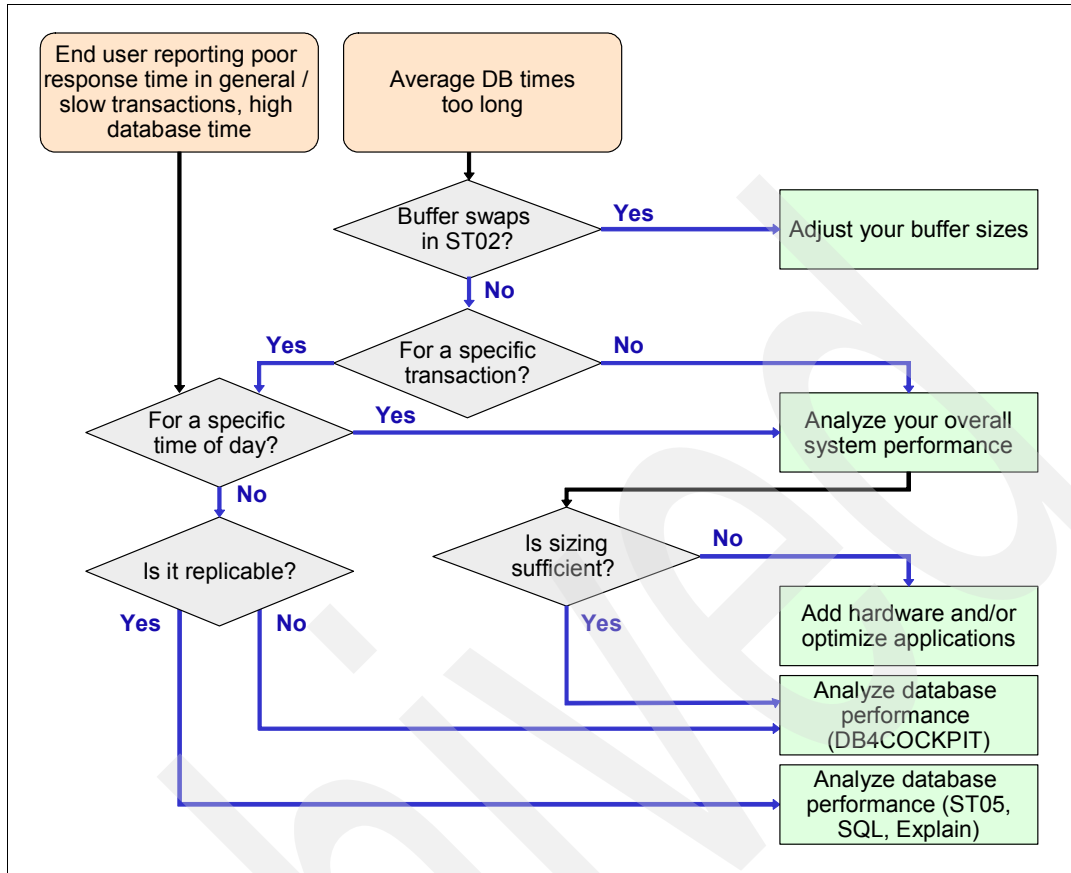 End user reporting poor
response time in general /
slow transactions, high
database time
Average DB times
too long
Buffer swaps
in ST02?
Yes
Adjust your buffer sizes
No
Yes
For a specific
transaction?
No
For a specific
time of day?
Yes
Analyze your overall
system performance
No
Is it replicable?
Yes
No
Is sizing
sufficient?
No
Yes
Add hardware and/or
optimize applications
Analyze database
performance
(DB4COCKPIT)
Analyze database
performance (ST05,
SQL, Explain)
hived